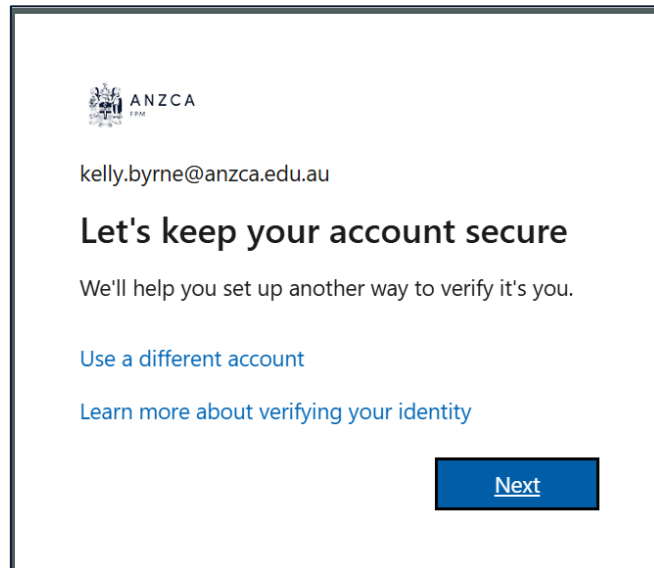 ANZCA
FPM
kelly.byrne@anzca.edu.au
Let's keep your account secure
We'll help you set up another way to verify it's you.
Use a different account
Learn more about verifying your identity
Next